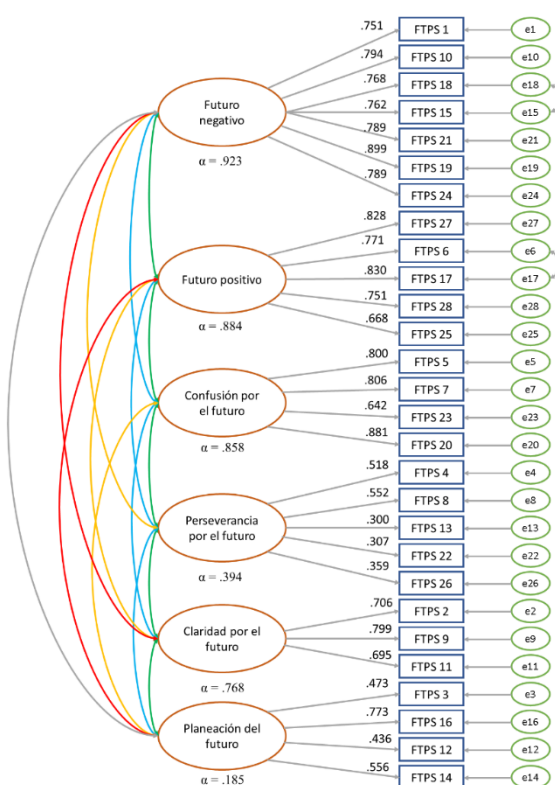 .751 FTPS 1 e1
.794 FTPS 10 e10
.768 FTPS 18 e18
Futuro
negativo
.762 FTPS 15 e15
.789 FTPS 21 e21
α = .923
.899 FTPS 19 e19
.789 FTPS 24 e24
.828 FTPS 27 e27
.771 FTPS 6 e6
Futuro positivo
.830 FTPS 17 e17
.751 FTPS 28 e28
α = .884
.668 FTPS 25 e25
.800 FTPS 5 e5
.806 FTPS 7 e7
Confusión por
el futuro
.642 FTPS 23 e23
.881 FTPS 20 e20
α = .858
.518 FTPS 4 e4
.552 FTPS 8 e8
Perseverancia
por el futuro
.300 FTPS 13 e13
.307 FTPS 22 e22
α = .394
.359 FTPS 26 e26
.706 FTPS 2 e2
Claridad por el
futuro
.799 FTPS 9 e9
.695 FTPS 11 e11
α = .768
.473 FTPS 3 e3
.773 FTPS 16 e16
Planeación del
futuro
.436 FTPS 12 e12
.556 FTPS 14 e14
α = .185